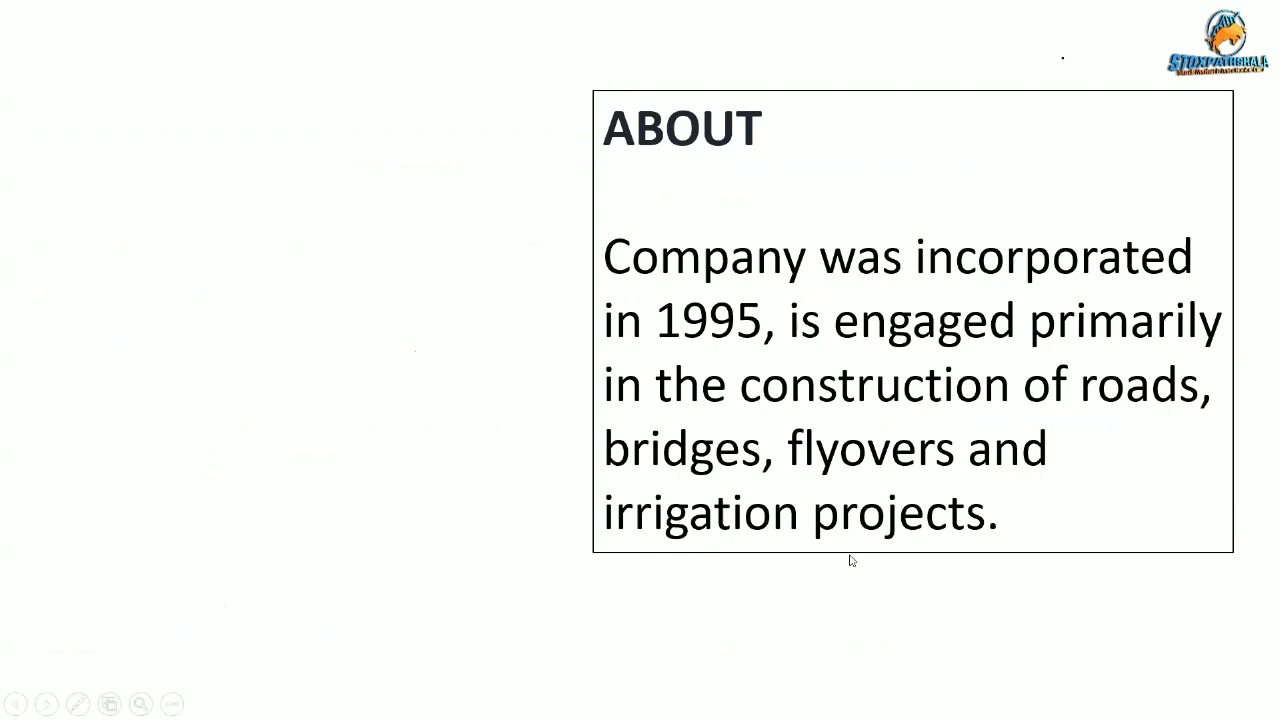 STOXPATHSHALA
ABOUT
Company was incorporated
in 1995, is engaged primarily
in the construction of roads,
bridges, flyovers and
irrigation projects.